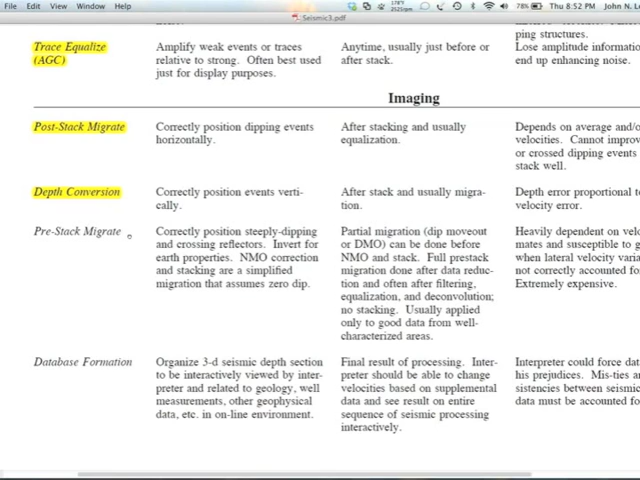 File Edit View Window Help
178°F
2525rpm
78%
Thu 8:52 PM John N. Lo
Seismic3.pdf
ping structures.
Trace Equalize Amplify weak events or traces Anytime, usually just before or Lose amplitude informatio
(AGC) relative to strong. Often best used after stack. end up enhancing noise.
just for display purposes.
Imaging
Post-Stack Migrate Correctly position dipping events After stacking and usually Depends on average and/o
horizontally. equalization. velocities. Cannot improv
or crossed dipping events
stack well.
Depth Conversion Correctly position events verti- After stack and usually migra- Depth error proportional t
cally. tion. velocity error.
Pre-Stack Migrate Correctly position steeply-dipping Partial migration (dip moveout Heavily dependent on velo
and crossing reflectors. Invert for or DMO) can be done before mates and susceptible to g
earth properties. NMO correction NMO and stack. Full prestack when lateral velocity varia
and stacking are a simplified migration done after data reduc- not correctly accounted fo
migration that assumes zero dip. tion and often after filtering, Extremely expensive.
equalization, and deconvolution;
no stacking. Usually applied
only to good data from well-
characterized areas.
Database Formation Organize 3-d seismic depth section Final result of processing. Inter- Interpreter could force dat
to be interactively viewed by inter- preter should be able to change his prejudices. Mis-ties an
preter and related to geology, well velocities based on supplemental sistencies between seismic
measurements, other geophysical data and see result on entire data must be accounted fo
data, etc. in on-line environment. sequence of seismic processing
interactively.